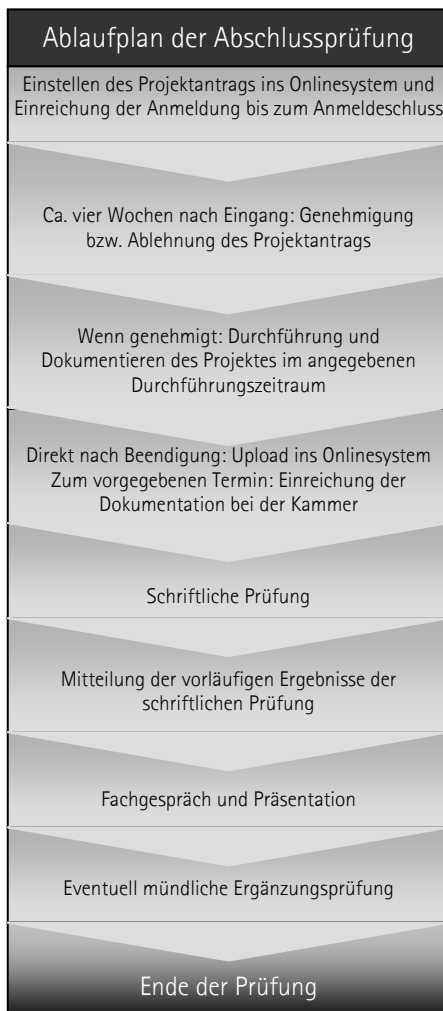 Ablaufplan der Abschlussprüfung
Einstellen des Projektantrags ins Onlinesystem und
Einreichung der Anmeldung bis zum Anmeldeschluss
Ca. vier Wochen nach Eingang: Genehmigung
bzw. Ablehnung des Projektantrags
Wenn genehmigt: Durchführung und
Dokumentieren des Projektes im angegebenen
Durchführungszeitraum
Direkt nach Beendigung: Upload ins Onlinesystem
Zum vorgegebenen Termin: Einreichung der
Dokumentation bei der Kammer
Schriftliche Prüfung
Mitteilung der vorläufigen Ergebnisse der
schriftlichen Prüfung
Fachgespräch und Präsentation
Eventuell mündliche Ergänzungsprüfung
Ende der Prüfung